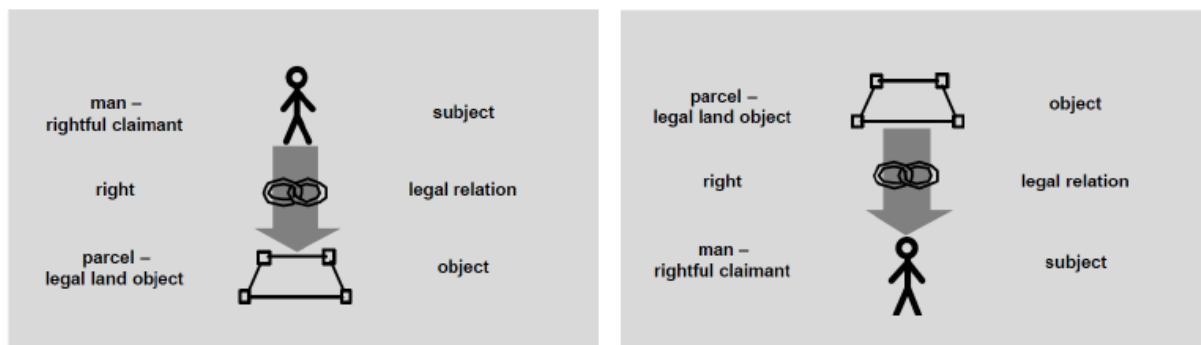 man –
rightful claimant
subject
right
legal relation
parcel –
legal land object
object
parcel –
legal land object
object
right
legal relation
man –
rightful claimant
subject